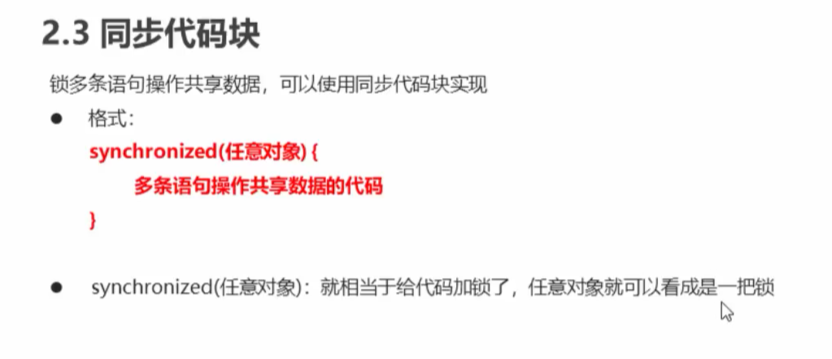 2.3 同步代码块
锁多条语句操作共享数据，可以使用同步代码块实现
● 格式：
synchronized(任意对象) {
多条语句操作共享数据的代码
}
● synchronized(任意对象)：就相当于给代码加锁了，任意对象就可以看成是一把锁